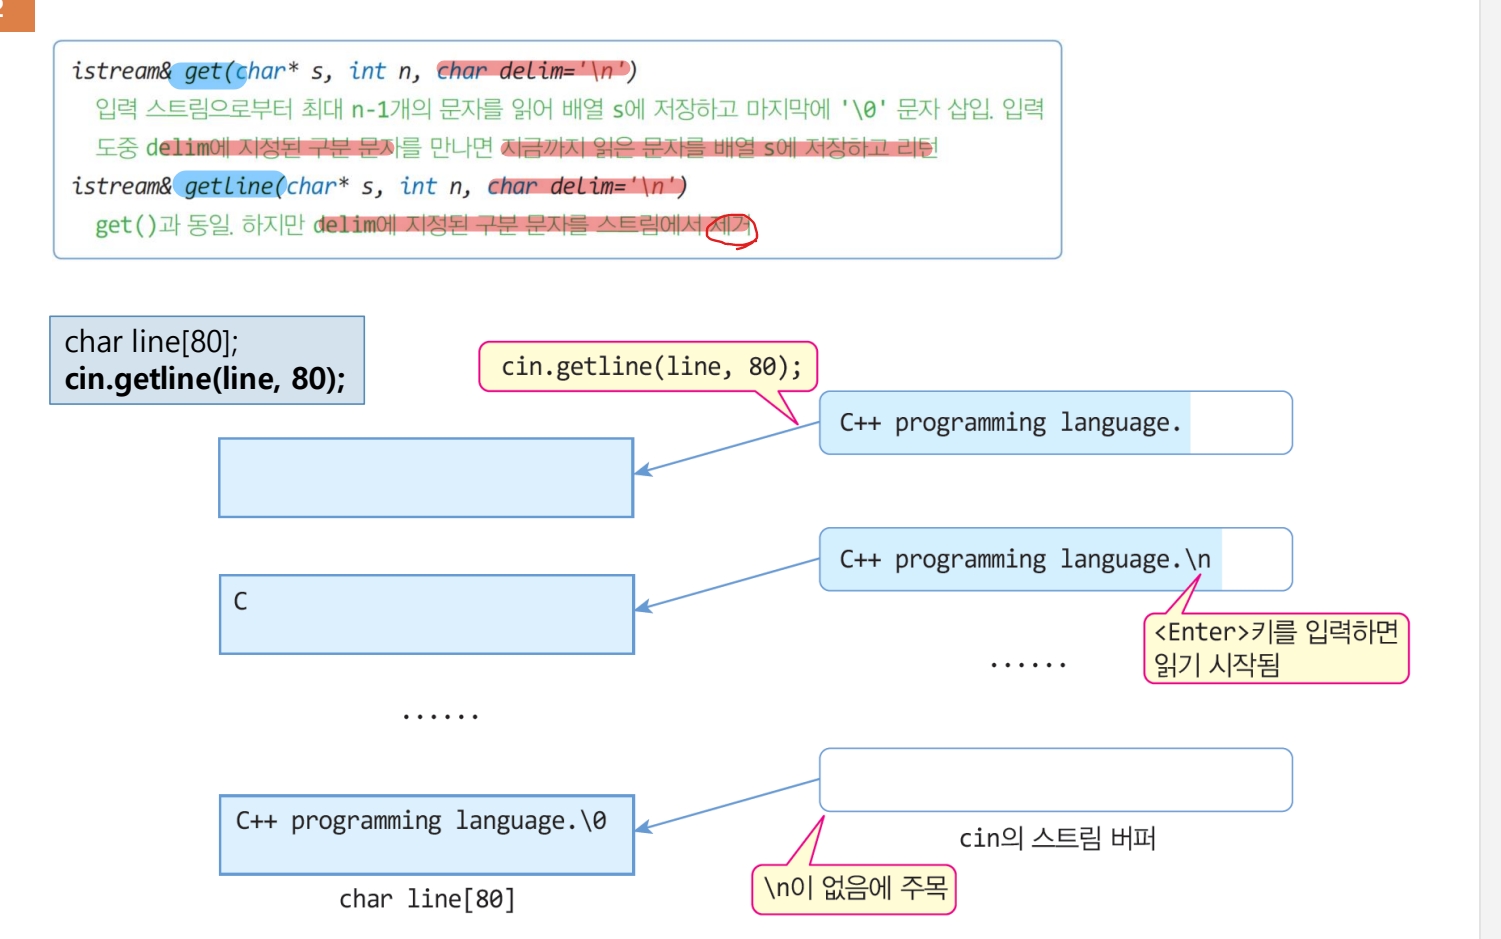 2
istream& get(char* s, int n, char delim='\n')
입력 스트림으로부터 최대 n-1개의 문자를 읽어 배열 s에 저장하고 마지막에 '\0' 문자 삽입. 입력
도중 delim에 지정된 구분 문자를 만나면 지금까지 읽은 문자를 배열 s에 저장하고 리턴
istream& getline(char* s, int n, char delim='\n')
get()과 동일. 하지만 delim에 지정된 구분 문자를 스트림에서 제거
char line[80];
cin.getline(line, 80);
cin.getline(line, 80);
C++ programming language.
C++ programming language.\n
C
<Enter>키를 입력하면
읽기 시작됨
......
......
C++ programming language.\0
cin의 스트림 버퍼
\n이 없음에 주목
char line[80]